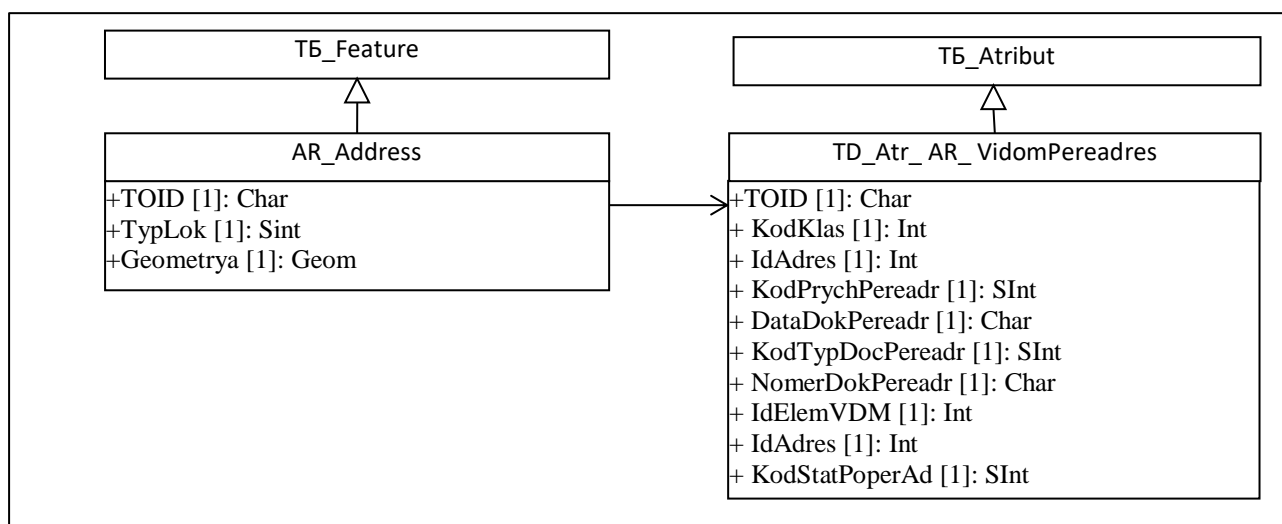 ТБ_Feature
AR_Address
+TOID [1]: Char
+TypLok [1]: Sint
+Geometrya [1]: Geom
ТБ_Atribut
TD_Atr_ AR_ VidomPereadres
+TOID [1]: Char
+ KodKlas [1]: Int
+ IdAdres [1]: Int
+ KodPrychPereadr [1]: SInt
+ DataDokPereadr [1]: Char
+ KodTypDocPereadr [1]: SInt
+ NomerDokPereadr [1]: Char
+ IdElemVDM [1]: Int
+ IdAdres [1]: Int
+ KodStatPoperAd [1]: SInt